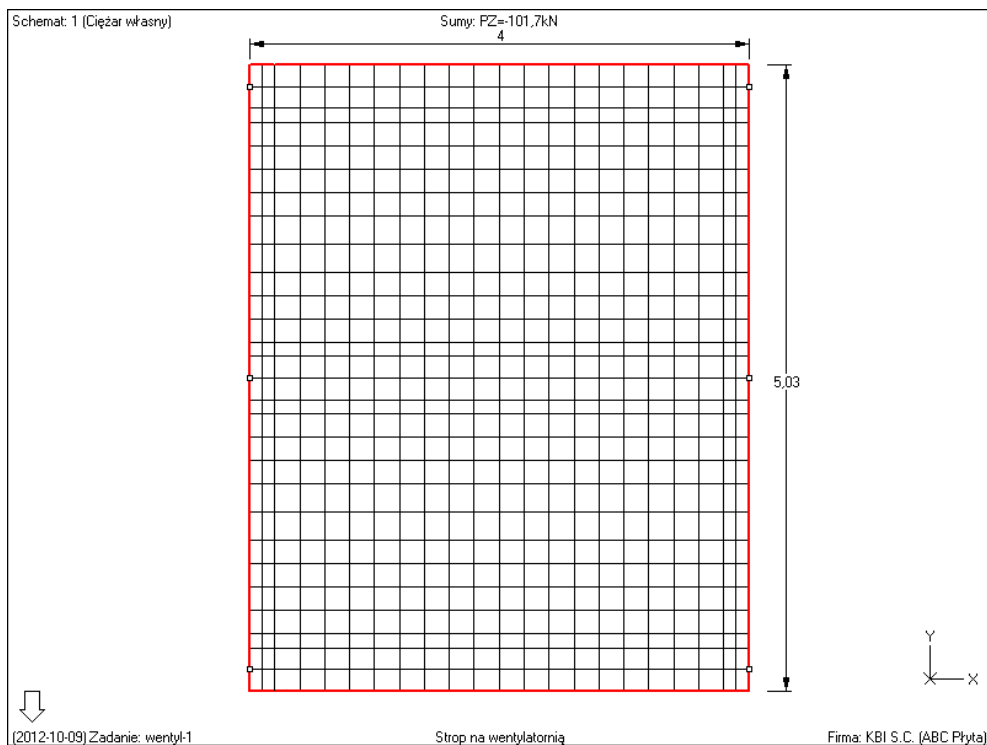 Schemat: 1 (Ciężar własny)
Sumy: PZ=-101,7kN
4
5,03
Y
X
(2012-10-09) Zadanie: wentyl-1
Strop na wentylatornią
Firma: KBI S.C. (ABC Płyta)